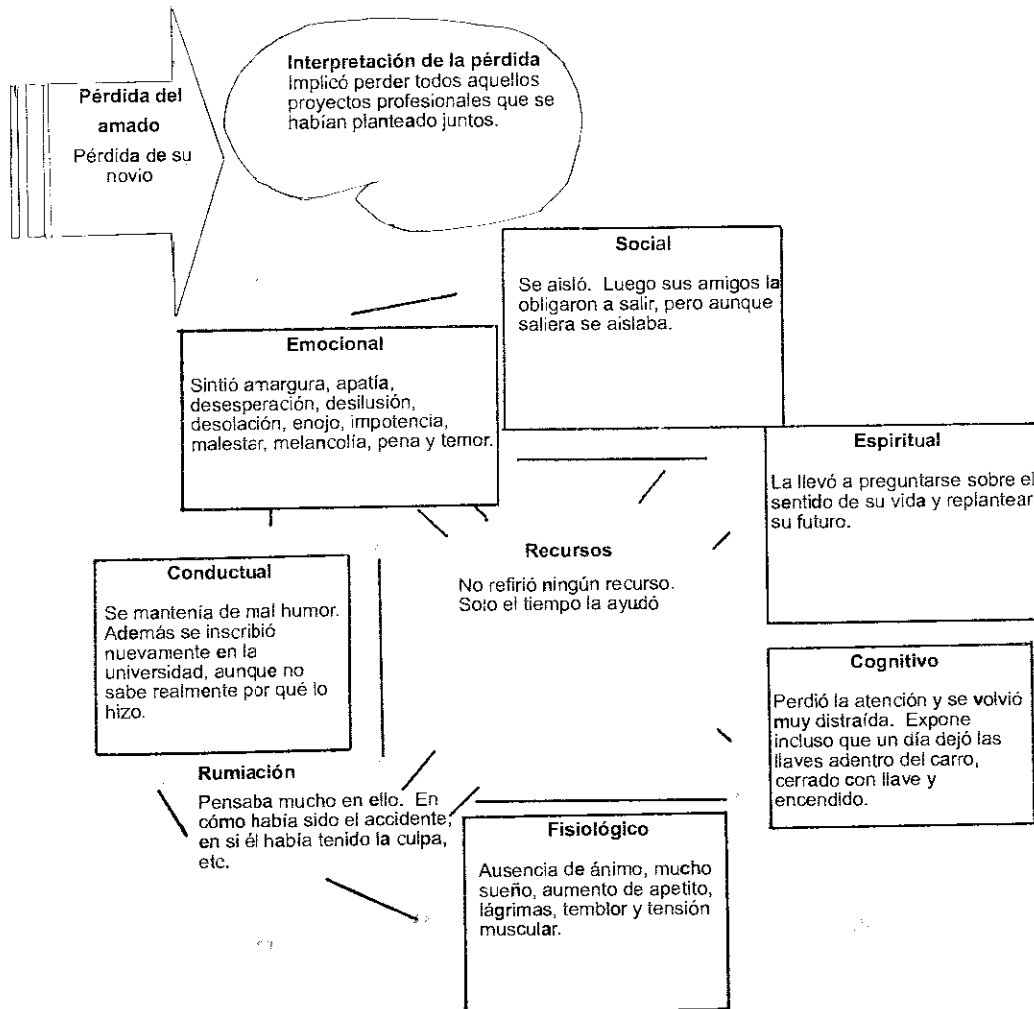 Pérdida del
amado
Pérdida de su
novio
Interpretación de la pérdida
Implicó perder todos aquellos
proyectos profesionales que se
habían planteado juntos.
Social
Se aisló. Luego sus amigos la
obligaron a salir, pero aunque
saliera se aislaba.
Emocional
Sintió amargura, apatía,
desesperación, desilusión,
desolación, enojo, impotencia,
malestar, melancolía, pena y temor.
Espiritual
La llevó a preguntarse sobre el
sentido de su vida y replantear
su futuro.
Recursos
No refirió ningún recurso.
Solo el tiempo la ayudó
Conductual
Se mantenía de mal humor.
Además se inscribió
nuevamente en la
universidad, aunque no
sabe realmente por qué lo
hizo.
Cognitivo
Perdió la atención y se volvió
muy distraída. Expone
incluso que un día dejó las
llaves adentro del carro,
cerrado con llave y
encendido.
Rumiación
Pensaba mucho en ello. En
cómo había sido el accidente,
en si él había tenido la culpa,
etc.
Fisiológico
Ausencia de ánimo, mucho
sueño, aumento de apetito,
lágrimas, temblor y tensión
muscular.